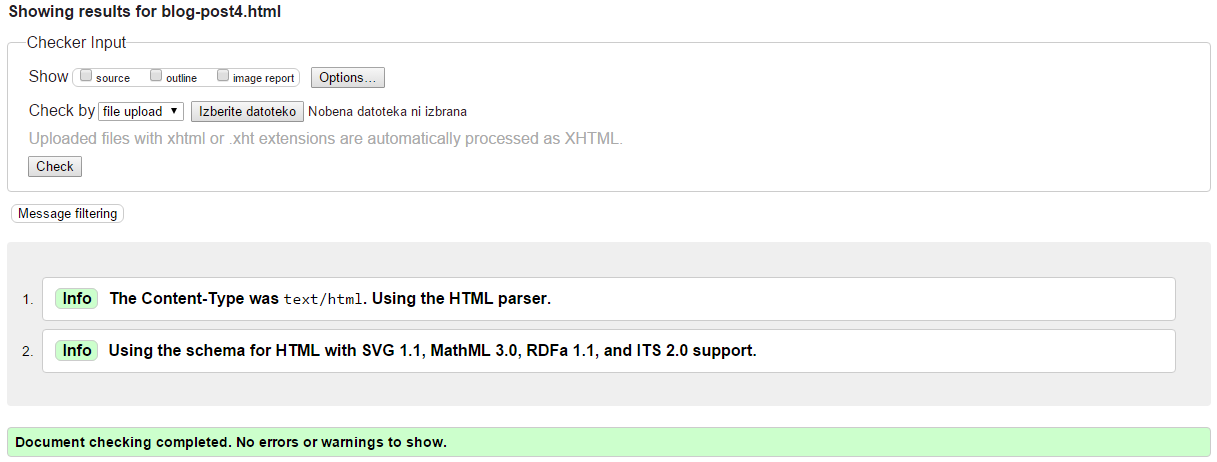 Showing results for blog-post4.html
Checker Input
Show source outline image report Options...
Check by file upload Izberite datoteko Nobena datoteka ni izbrana
Uploaded files with xhtml or .xht extensions are automatically processed as XHTML.
Check
Message filtering
1. Info The Content-Type was text/html. Using the HTML parser.
2. Info Using the schema for HTML with SVG 1.1, MathML 3.0, RDFa 1.1, and ITS 2.0 support.
Document checking completed. No errors or warnings to show.